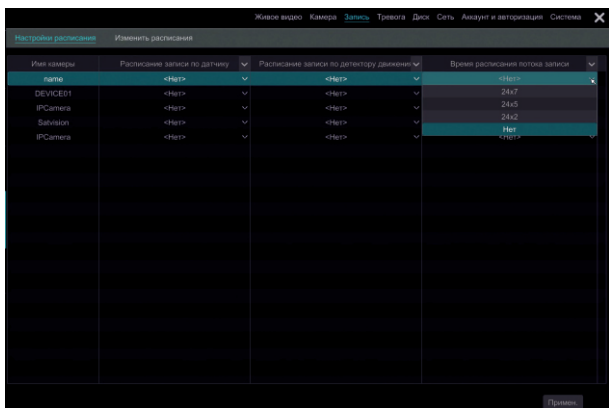 Живое видео Камера Запись Тревога Диск Сеть Аккаунт и авторизация Система
Настройки расписания Изменить расписания
Имя камеры Расписание записи по датчику Расписание записи по детектору движени Время расписания потока записи
name <Нет> <Нет> <Нет>
DEVICE01 <Нет> <Нет> 24x7
IPCamera <Нет> <Нет> 24x5
Satvision <Нет> <Нет> 24x2
Нет
IPCamera <Нет> <Нет> <Нет>
Примен.